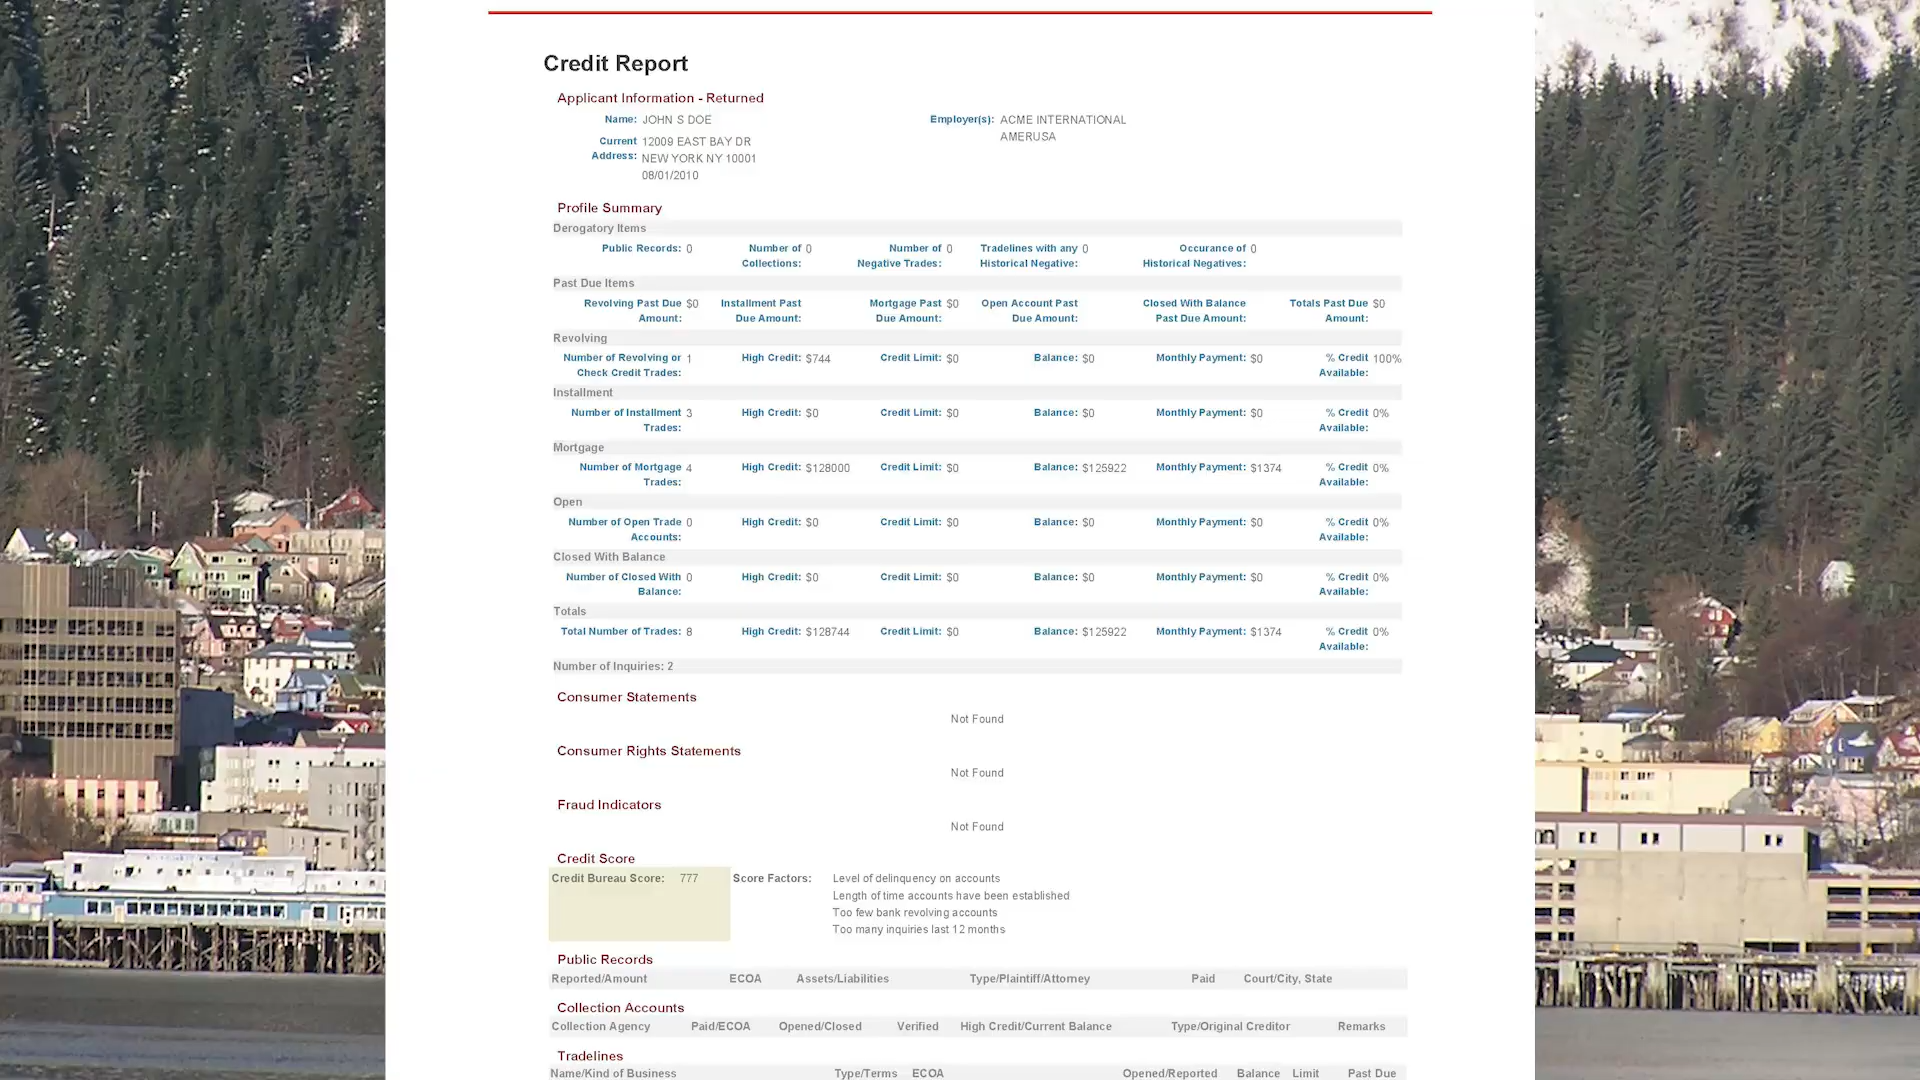 Credit Report
Applicant Information - Returned
Name: JOHN S DOE
Employer(s): ACME INTERNATIONAL
AMERUSA
Current Address: 12009 EAST BAY DR
NEW YORK NY 10001
08/01/2010
Profile Summary
Derogatory Items
Public Records: 0 Number of Collections: 0 Number of Negative Trades: 0 Tradelines with any Historical Negative: 0 Occurance of Historical Negatives: 0
Past Due Items
Revolving Past Due Amount: $0 Installment Past Due Amount: Mortgage Past Due Amount: $0 Open Account Past Due Amount: Closed With Balance Past Due Amount: Totals Past Due Amount: $0
Revolving
Number of Revolving or Check Credit Trades: 1 High Credit: $744 Credit Limit: $0 Balance: $0 Monthly Payment: $0 % Credit Available: 100%
Installment
Number of Installment Trades: 3 High Credit: $0 Credit Limit: $0 Balance: $0 Monthly Payment: $0 % Credit Available: 0%
Mortgage
Number of Mortgage Trades: 4 High Credit: $128000 Credit Limit: $0 Balance: $125922 Monthly Payment: $1374 % Credit Available: 0%
Open
Number of Open Trade Accounts: 0 High Credit: $0 Credit Limit: $0 Balance: $0 Monthly Payment: $0 % Credit Available: 0%
Closed With Balance
Number of Closed With Balance: 0 High Credit: $0 Credit Limit: $0 Balance: $0 Monthly Payment: $0 % Credit Available: 0%
Totals
Total Number of Trades: 8 High Credit: $128744 Credit Limit: $0 Balance: $125922 Monthly Payment: $1374 % Credit Available: 0%
Number of Inquiries: 2
Consumer Statements
Not Found
Consumer Rights Statements
Not Found
Fraud Indicators
Not Found
Credit Score
Credit Bureau Score: 777 Score Factors: Level of delinquency on accounts
Length of time accounts have been established
Too few bank revolving accounts
Too many inquiries last 12 months
Public Records
Reported/Amount ECOA Assets/Liabilities Type/Plaintiff/Attorney Paid Court/City, State
Collection Accounts
Collection Agency Paid/ECOA Opened/Closed Verified High Credit/Current Balance Type/Original Creditor Remarks
Tradelines
Name/Kind of Business Type/Terms ECOA Opened/Reported Balance Limit Past Due